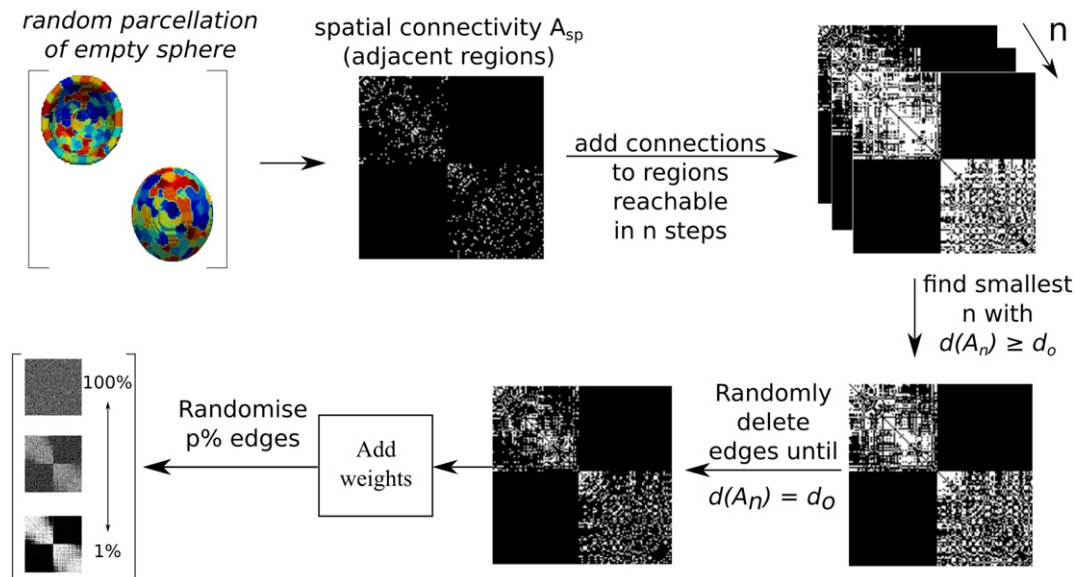 random parcellation
of empty sphere
spatial connectivity Asp
(adjacent regions)
add connections
to regions
reachable
in n steps
n
find smallest
n with
d(An) ≥ do
Randomly
delete
edges until
d(An) = do
Add
weights
Randomise
p% edges
100%
1%